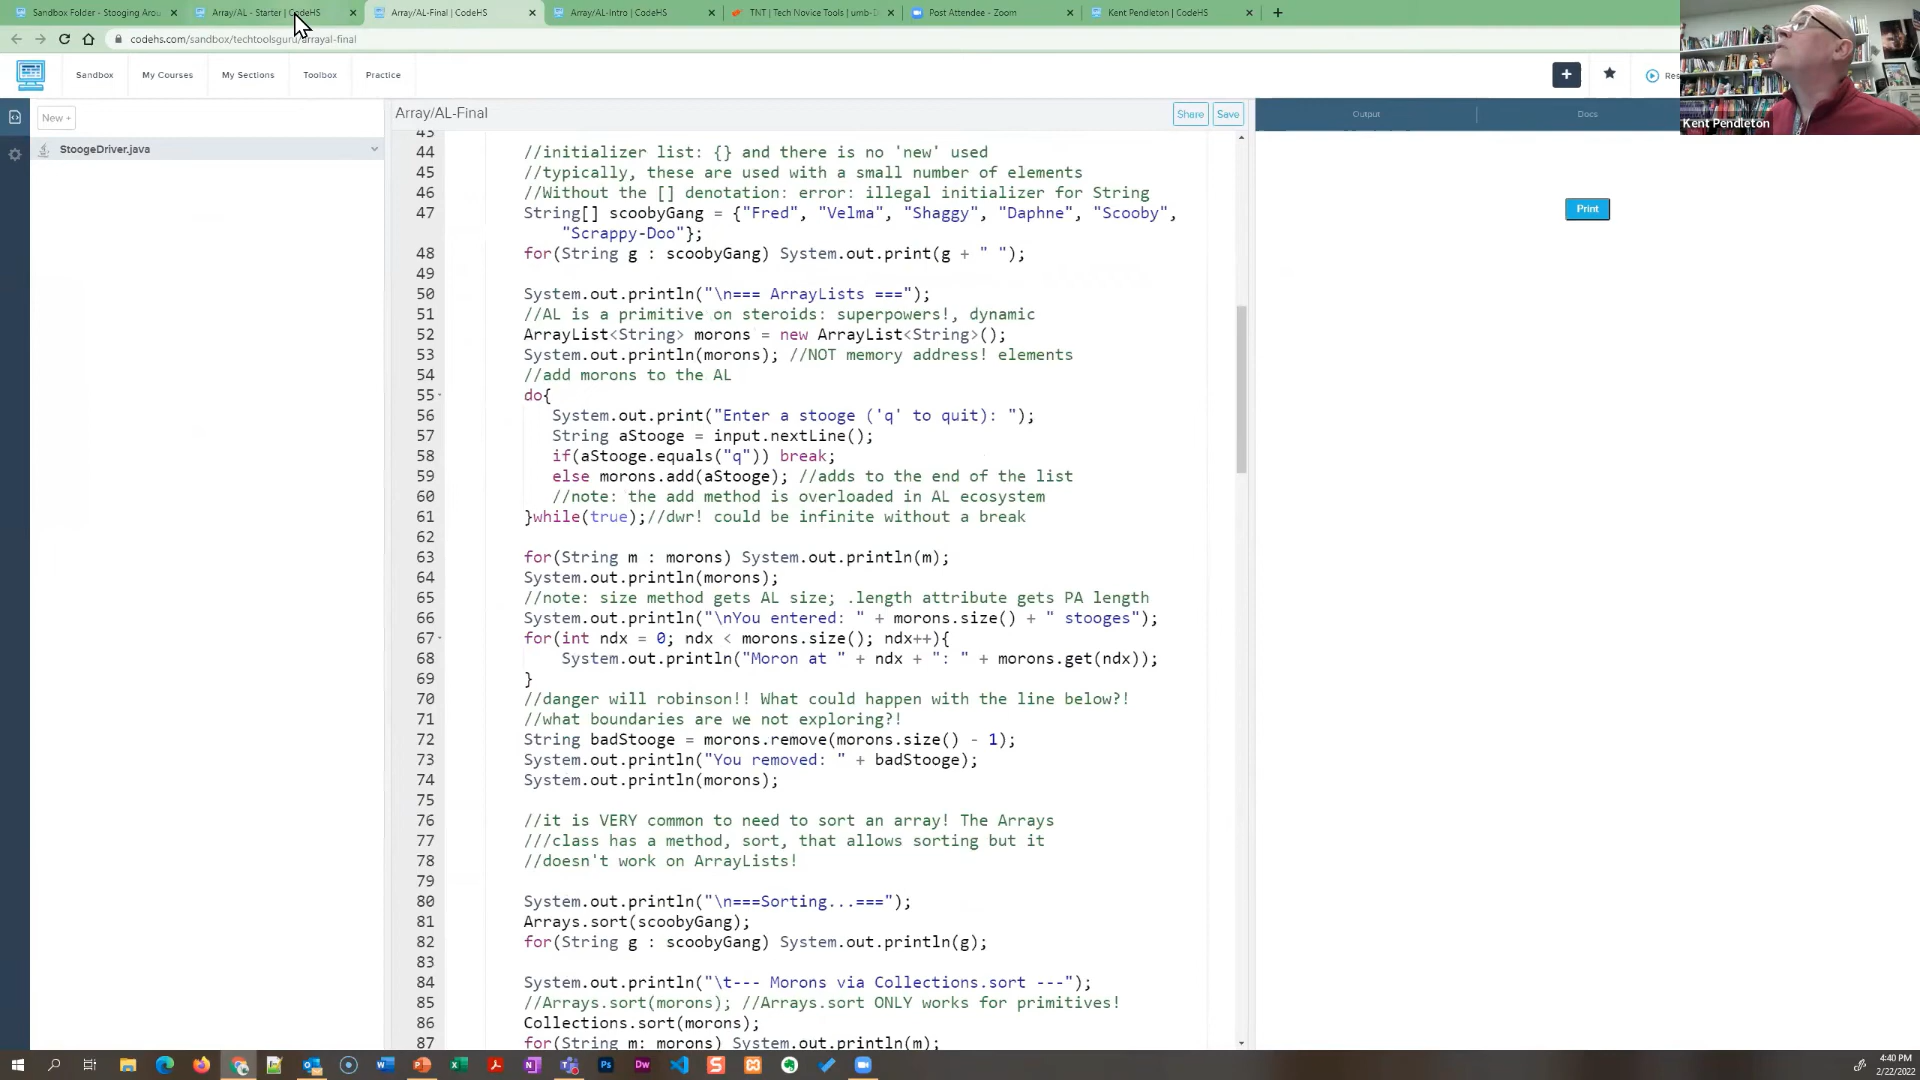 Sandbox Folder - Stooging Arou
Array/AL - Starter | CodeHS
Array/AL-Final | CodeHS
Array/AL-Intro | CodeHS
TNT | Tech Novice Tools | umb-D
Post Attendee - Zoom
Kent Pendleton | CodeHS
codehs.com/sandbox/techtoolsguru/arrayal-final
Sandbox
My Courses
My Sections
Toolbox
Practice
Kent Pendleton
New +
Array/AL-Final
Share
Save
Output
Docs
StoogeDriver.java
Print
43
44 //initializer list: {} and there is no 'new' used
45 //typically, these are used with a small number of elements
46 //Without the [] denotation: error: illegal initializer for String
47 String[] scoobyGang = {"Fred", "Velma", "Shaggy", "Daphne", "Scooby",
"Scrappy-Doo"};
48 for(String g : scoobyGang) System.out.print(g + " ");
49
50 System.out.println("\n=== ArrayLists ===");
51 //AL is a primitive on steroids: superpowers!, dynamic
52 ArrayList<String> morons = new ArrayList<String>();
53 System.out.println(morons); //NOT memory address! elements
54 //add morons to the AL
55 do{
56 System.out.print("Enter a stooge ('q' to quit): ");
57 String aStooge = input.nextLine();
58 if(aStooge.equals("q")) break;
59 else morons.add(aStooge); //adds to the end of the list
60 //note: the add method is overloaded in AL ecosystem
61 }while(true);//dwr! could be infinite without a break
62
63 for(String m : morons) System.out.println(m);
64 System.out.println(morons);
65 //note: size method gets AL size; .length attribute gets PA length
66 System.out.println("\nYou entered: " + morons.size() + " stooges");
67 for(int ndx = 0; ndx < morons.size(); ndx++){
68 System.out.println("Moron at " + ndx + ": " + morons.get(ndx));
69 }
70 //danger will robinson!! What could happen with the line below?!
71 //what boundaries are we not exploring?!
72 String badStooge = morons.remove(morons.size() - 1);
73 System.out.println("You removed: " + badStooge);
74 System.out.println(morons);
75
76 //it is VERY common to need to sort an array! The Arrays
77 ///class has a method, sort, that allows sorting but it
78 //doesn't work on ArrayLists!
79
80 System.out.println("\n===Sorting...===");
81 Arrays.sort(scoobyGang);
82 for(String g : scoobyGang) System.out.println(g);
83
84 System.out.println("\t--- Morons via Collections.sort ---");
85 //Arrays.sort(morons); //Arrays.sort ONLY works for primitives!
86 Collections.sort(morons);
87 for(String m: morons) System.out.println(m);
4:40 PM
2/22/2022